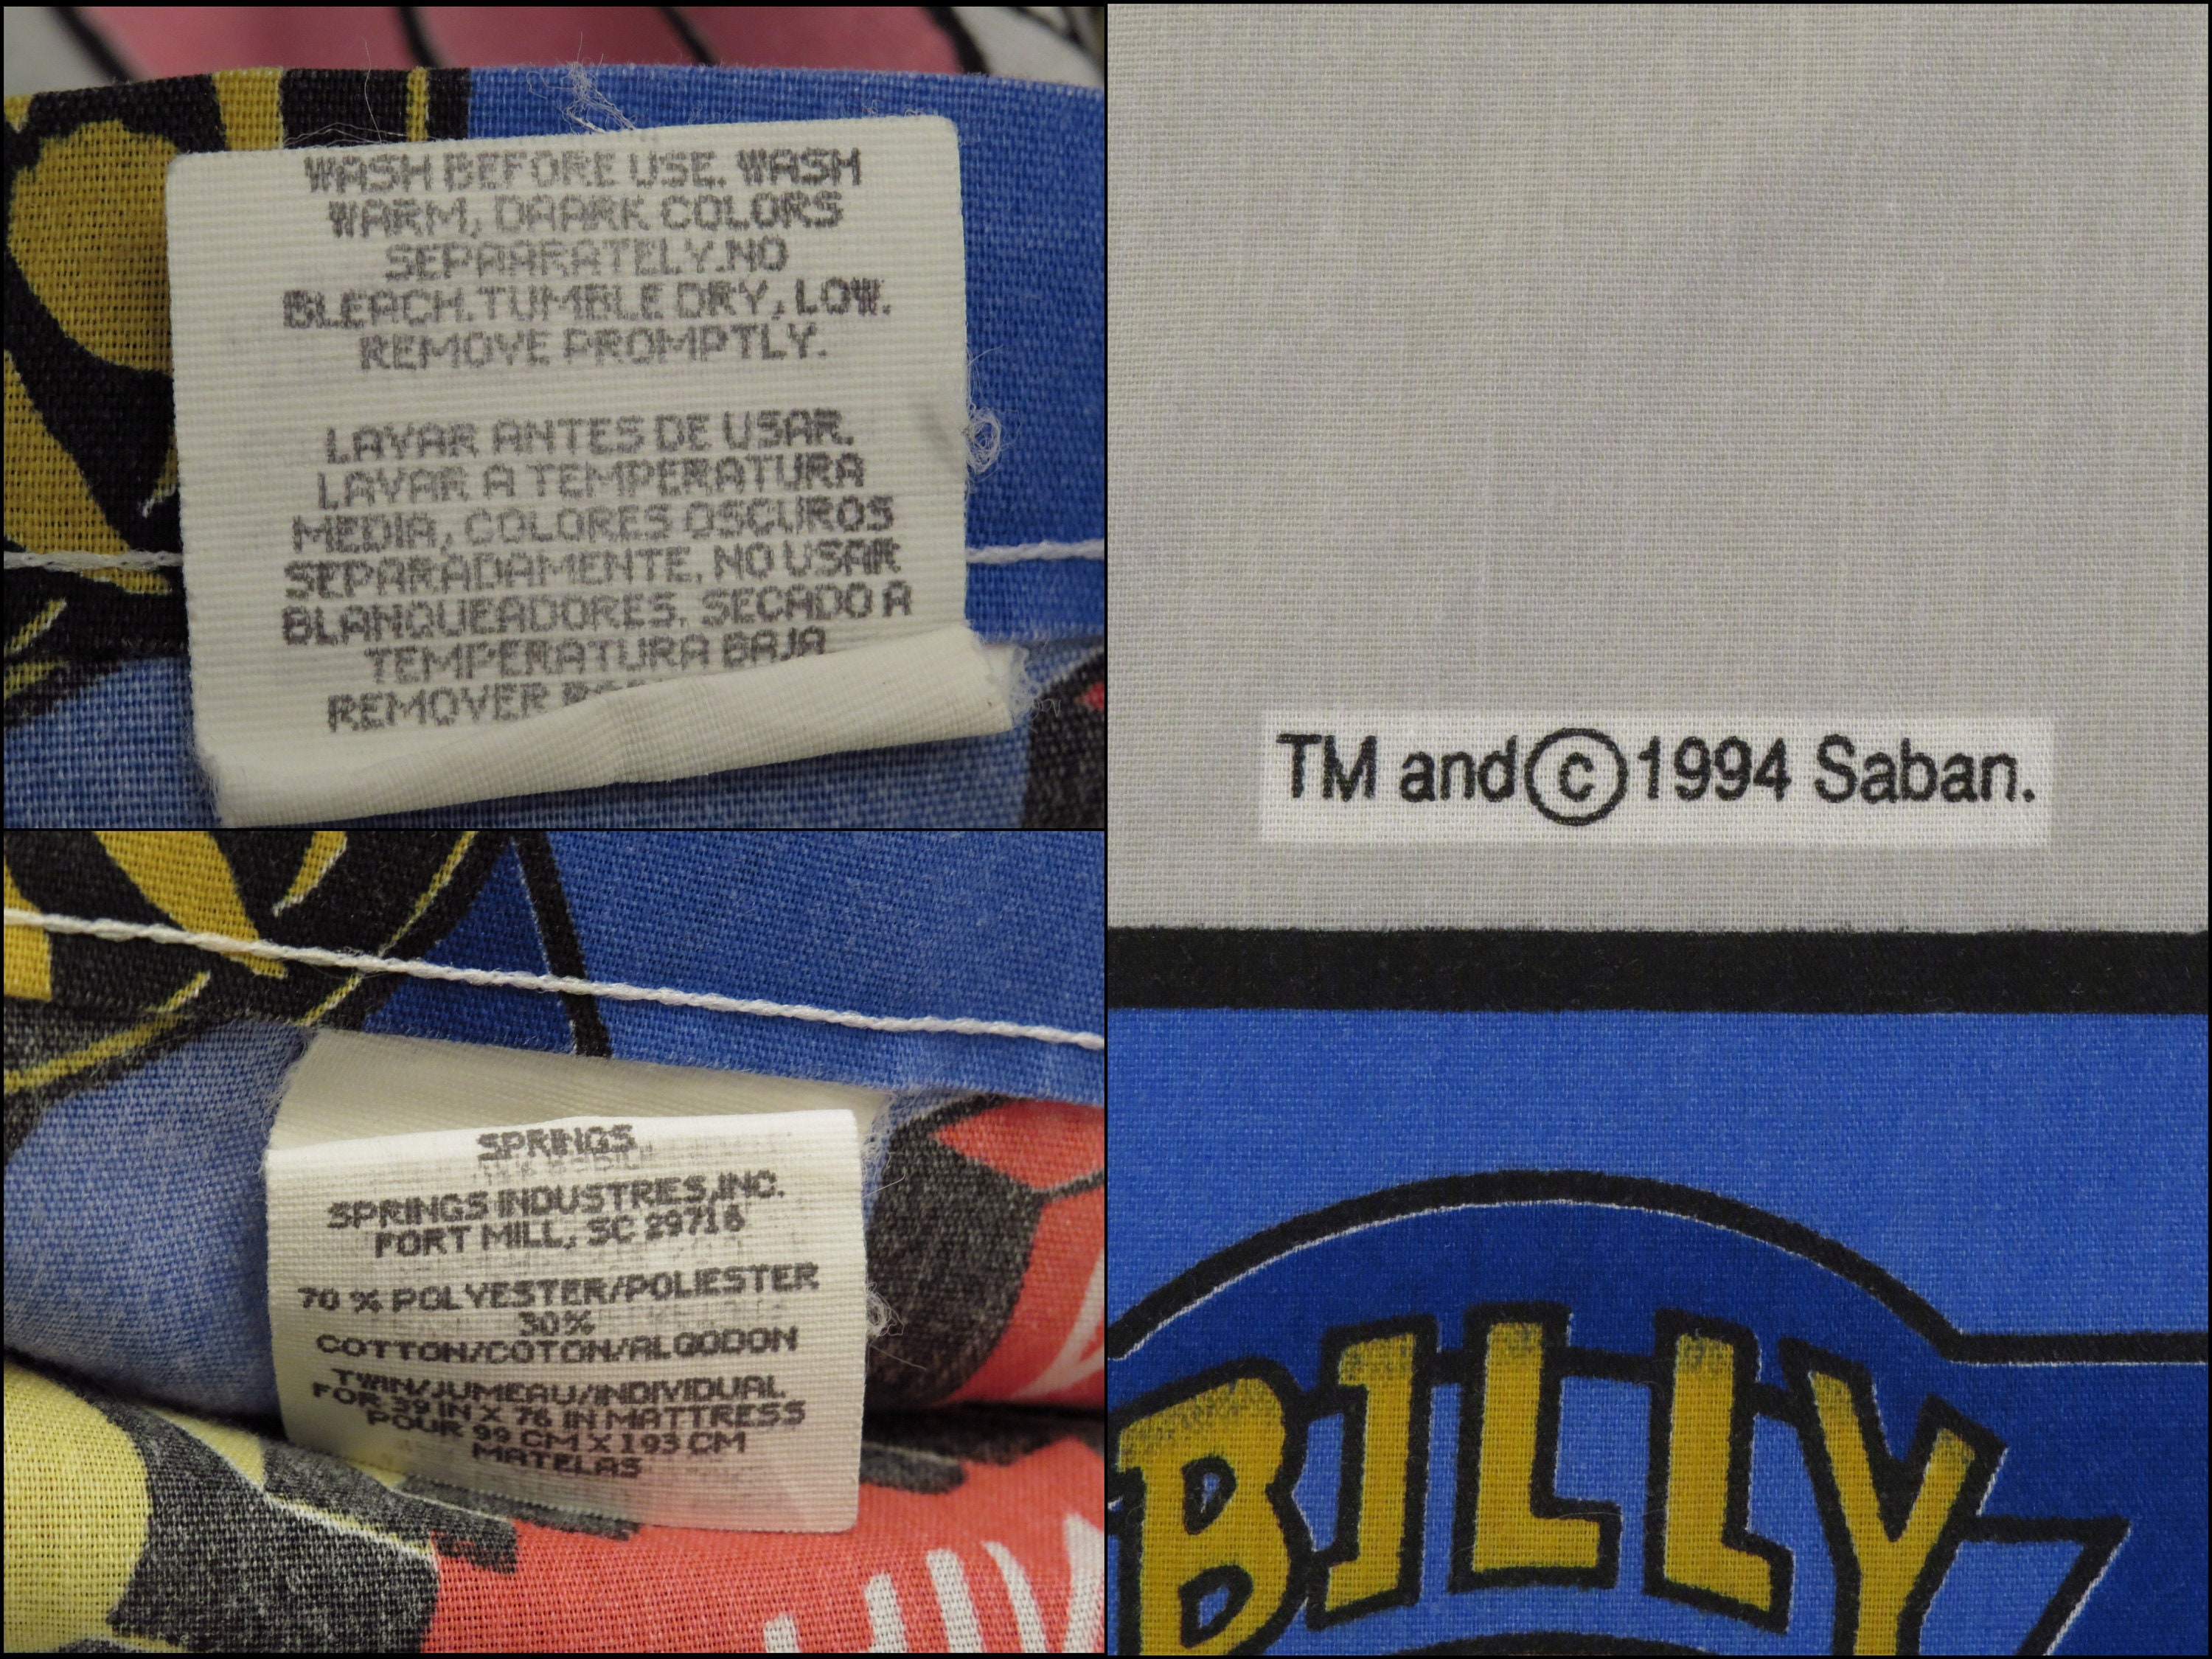 WASH BEFORE USE. WASH
WARM, DAARK COLORS
SEPAARATELY.NO
BLEACH.TUMBLE DRY, LOW.
REMOVE PROMPTLY.
LAVAR ANTES DE USAR.
LAVAR A TEMPERATURA
MEDIA, COLORES OSCUROS
SEPARADAMENTE, NO USAR
BLANQUEADORES. SECADO A
TEMPERATURA BAJA
REMOVER
SPRINGS
SPRINGS INDUSTRIES,INC.
FORT MILL, SC 29716
70 % POLYESTER/POLIESTER
30%
COTTON/COTON/ALGODON
TWIN/JUMEAU/INDIVIDUAL
FOR 39 IN X 76 IN MATTRESS
POUR 99 CM X 193 CM
MATELAS
TM and © 1994 Saban.
BILLY